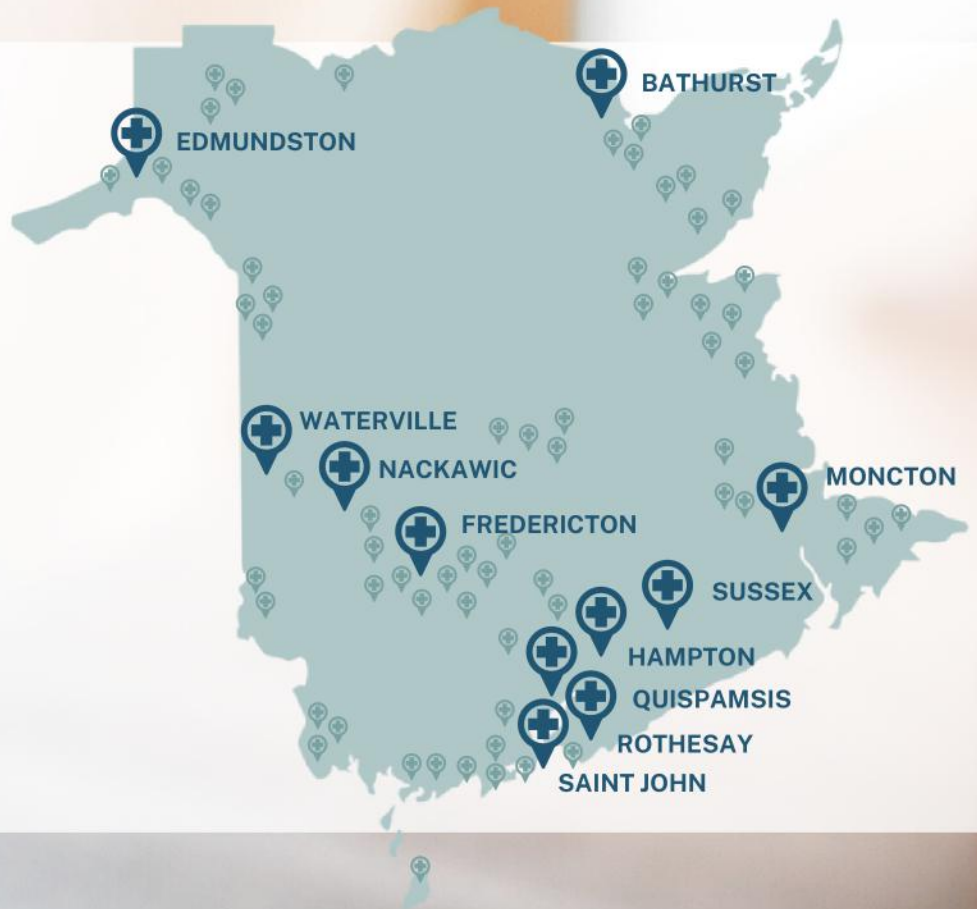 BATHURST
EDMUNDSTON
WATERVILLE
NACKAWIC
MONCTON
FREDERICTON
SUSSEX
HAMPTON
QUISPAMSIS
ROTHESAY
SAINT JOHN